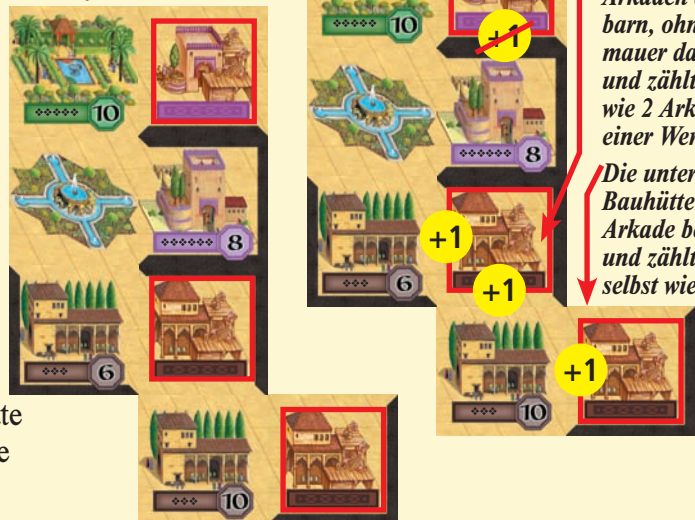 10
8
6
10
tte
e
10
+1
8
+1
6
+1
10
+1
Arkaden
barn, ohn
mauer da
und zählt
wie 2 Ark
einer Wer
Die unter
Bauhütte
Arkade be
und zählt
selbst wie